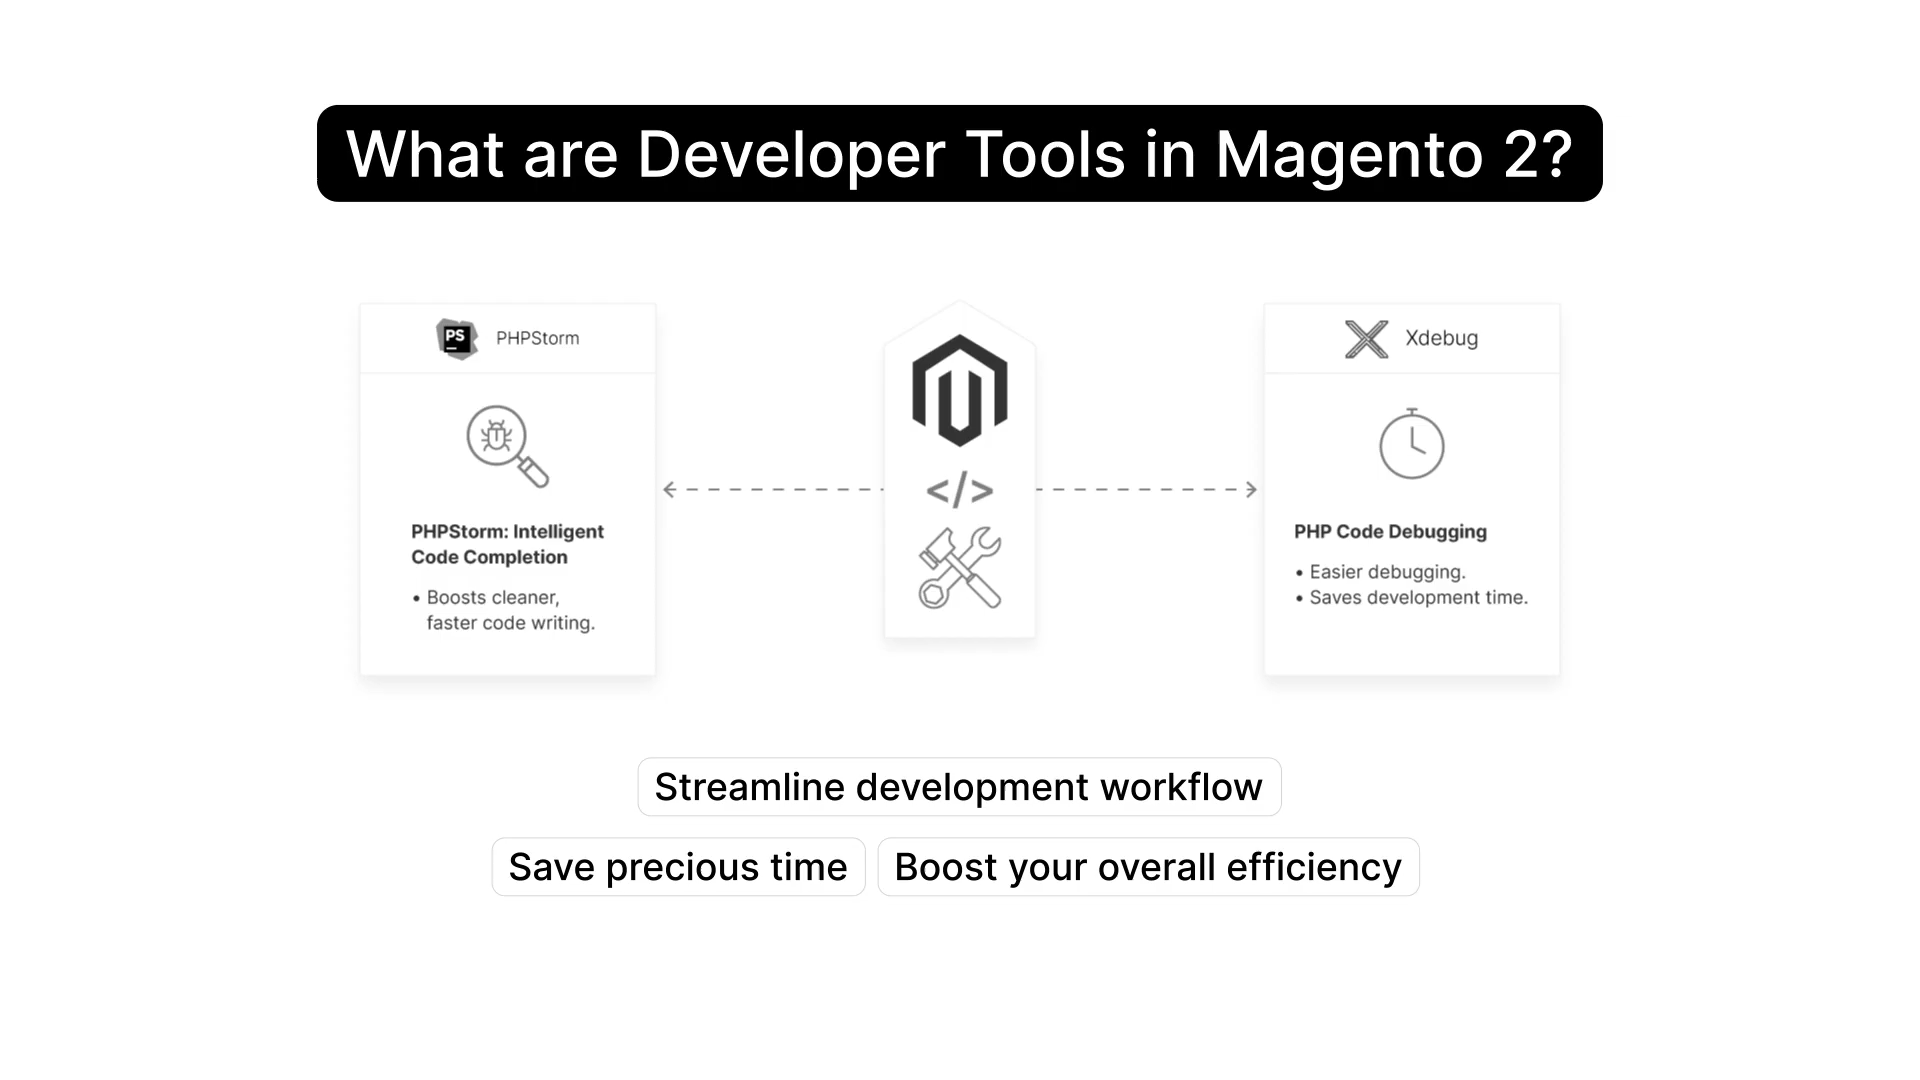 What are Developer Tools in Magento 2?
PS
PHPStorm
PHPStorm: Intelligent
Code Completion
• Boosts cleaner,
faster code writing.
</>
Xdebug
PHP Code Debugging
• Easier debugging.
• Saves development time.
Streamline development workflow
Save precious time
Boost your overall efficiency